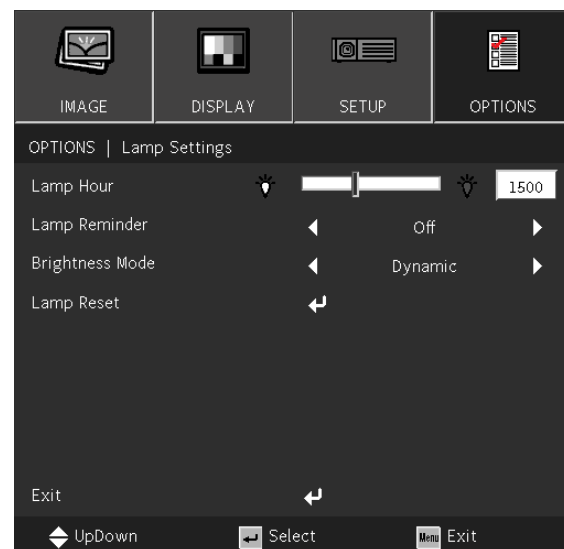 IMAGE DISPLAY SETUP OPTIONS
OPTIONS | Lamp Settings
Lamp Hour 1500
Lamp Reminder Off
Brightness Mode Dynamic
Lamp Reset
Exit
UpDown Select Menu Exit